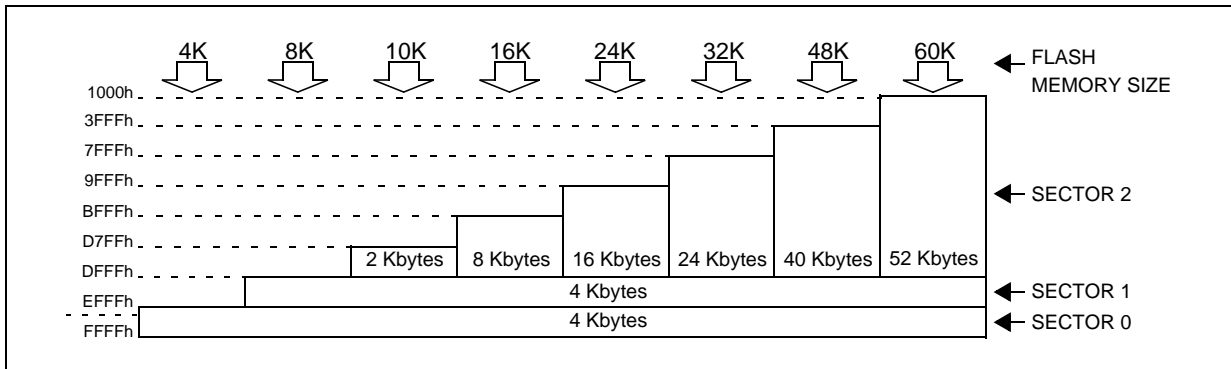 4K 8K 10K 16K 24K 32K 48K 60K
FLASH
MEMORY SIZE
1000h
3FFFh
7FFFh
9FFFh
SECTOR 2
BFFFh
D7FFh
2 Kbytes 8 Kbytes 16 Kbytes 24 Kbytes 40 Kbytes 52 Kbytes
DFFFh
4 Kbytes
SECTOR 1
EFFFh
4 Kbytes
SECTOR 0
FFFFh